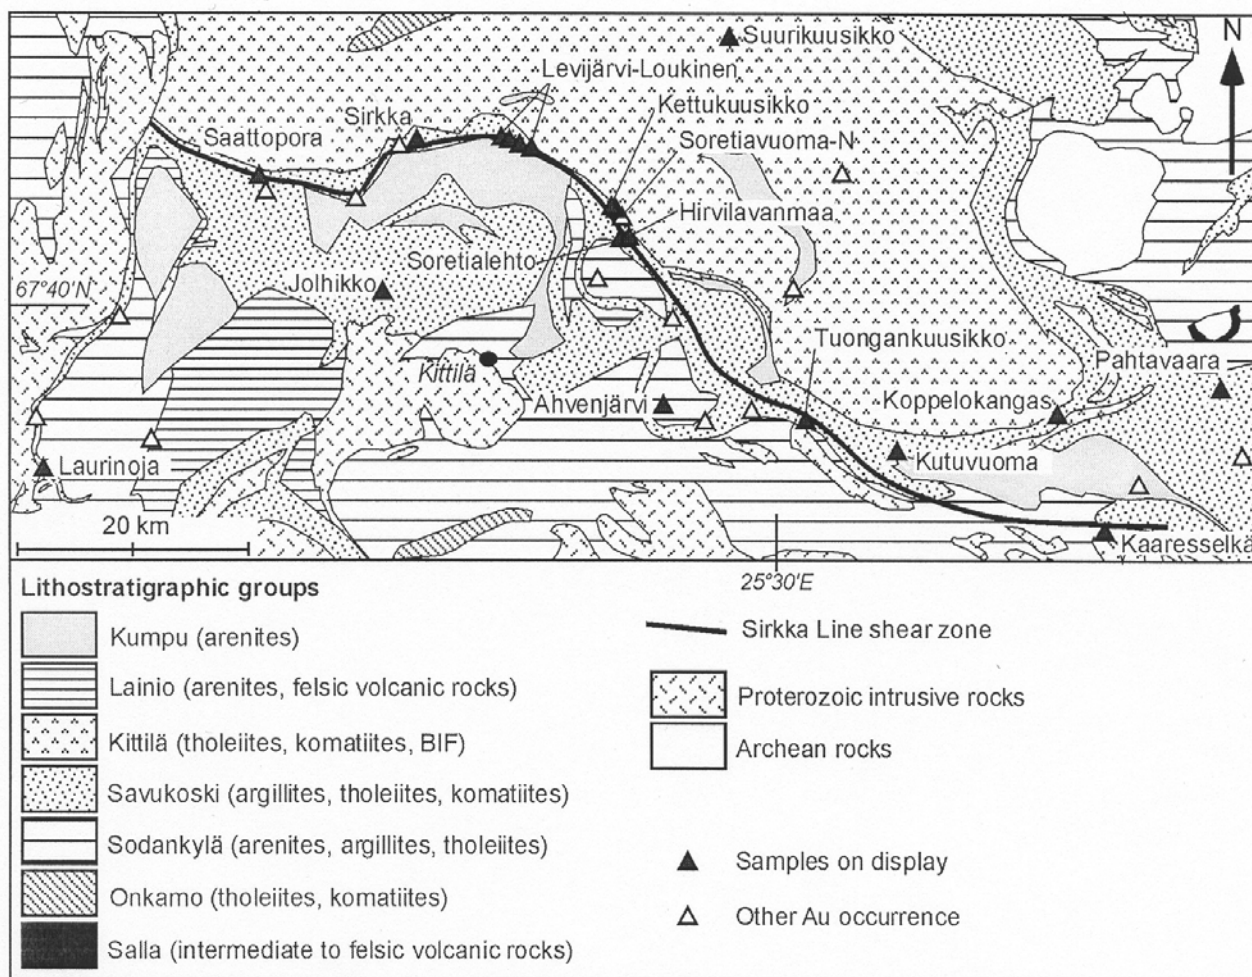 Suurikuusikko
N
Levijärvi-Loukinen
Kettukuusikko
Sirkka
Saattopora
Soretiavuoma-N
Hirvilavanmaa
Soretialehto
Jolhikko
67°40'N
Tuongankuusikko
Kittilä
Pahtavaara
Ahvenjärvi
Koppelokangas
Laurinoja
Kutuvuoma
20 km
Kaaresselkä
25°30'E
Lithostratigraphic groups
Kumpu (arenites)
Lainio (arenites, felsic volcanic rocks)
Kittilä (tholeiites, komatiites, BIF)
Savukoski (argillites, tholeiites, komatiites)
Sodankylä (arenites, argillites, tholeiites)
Onkamo (tholeiites, komatiites)
Salla (intermediate to felsic volcanic rocks)
Sirkka Line shear zone
Proterozoic intrusive rocks
Archean rocks
Samples on display
Other Au occurrence